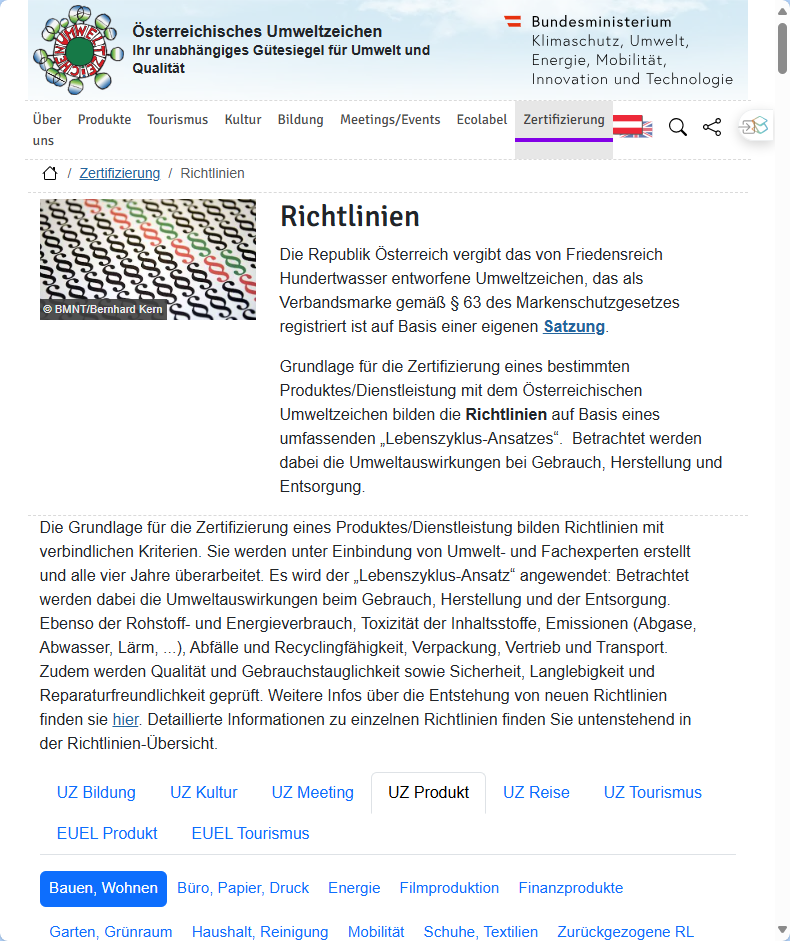 UMWELTZEICHEN
Österreichisches Umweltzeichen
Ihr unabhängiges Gütesiegel für Umwelt und
Qualität
Bundesministerium
Klimaschutz, Umwelt,
Energie, Mobilität,
Innovation und Technologie
Über uns
Produkte
Tourismus
Kultur
Bildung
Meetings/Events
Ecolabel
Zertifizierung
/ Zertifizierung / Richtlinien
© BMNT/Bernhard Kern
Richtlinien
Die Republik Österreich vergibt das von Friedensreich
Hundertwasser entworfene Umweltzeichen, das als
Verbandsmarke gemäß § 63 des Markenschutzgesetzes
registriert ist auf Basis einer eigenen Satzung.
Grundlage für die Zertifizierung eines bestimmten
Produktes/Dienstleistung mit dem Österreichischen
Umweltzeichen bilden die Richtlinien auf Basis eines
umfassenden „Lebenszyklus-Ansatzes“.  Betrachtet werden
dabei die Umweltauswirkungen bei Gebrauch, Herstellung und
Entsorgung.
Die Grundlage für die Zertifizierung eines Produktes/Dienstleistung bilden Richtlinien mit
verbindlichen Kriterien. Sie werden unter Einbindung von Umwelt- und Fachexperten erstellt
und alle vier Jahre überarbeitet. Es wird der „Lebenszyklus-Ansatz“ angewendet: Betrachtet
werden dabei die Umweltauswirkungen beim Gebrauch, Herstellung und der Entsorgung.
Ebenso der Rohstoff- und Energieverbrauch, Toxizität der Inhaltsstoffe, Emissionen (Abgase,
Abwasser, Lärm, ...), Abfälle und Recyclingfähigkeit, Verpackung, Vertrieb und Transport.
Zudem werden Qualität und Gebrauchstauglichkeit sowie Sicherheit, Langlebigkeit und
Reparaturfreundlichkeit geprüft. Weitere Infos über die Entstehung von neuen Richtlinien
finden sie hier. Detaillierte Informationen zu einzelnen Richtlinien finden Sie untenstehend in
der Richtlinien-Übersicht.
UZ Bildung UZ Kultur UZ Meeting UZ Produkt UZ Reise UZ Tourismus
EUEL Produkt EUEL Tourismus
Bauen, Wohnen Büro, Papier, Druck Energie Filmproduktion Finanzprodukte
Garten, Grünraum Haushalt, Reinigung Mobilität Schuhe, Textilien Zurückgezogene RL